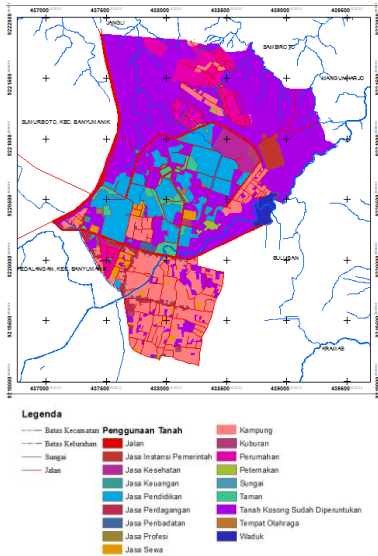 437000 437500 438000 438500 439000 439500
JANGLI
SAMBIROTO
MANGUNHARJO
SUMURBOTO, KEC. BANYUMANIK
PEDALANGAN, KEC. BANYUMANIK
BULUSAN
KRAMAS
437000 437500 438000 438500 439000 439500
Legenda
Batas Kecamatan
Batas Kelurahan
Sungai
Jalan
Penggunaan Tanah
Jalan
Jasa Instansi Pemerintah
Jasa Kesehatan
Jasa Keuangan
Jasa Pendidikan
Jasa Perdagangan
Jasa Peribadatan
Jasa Profesi
Jasa Sewa
Kampung
Kuburan
Perumahan
Peternakan
Sungai
Taman
Tanah Kosong Sudah Diperuntukan
Tempat Olahraga
Waduk